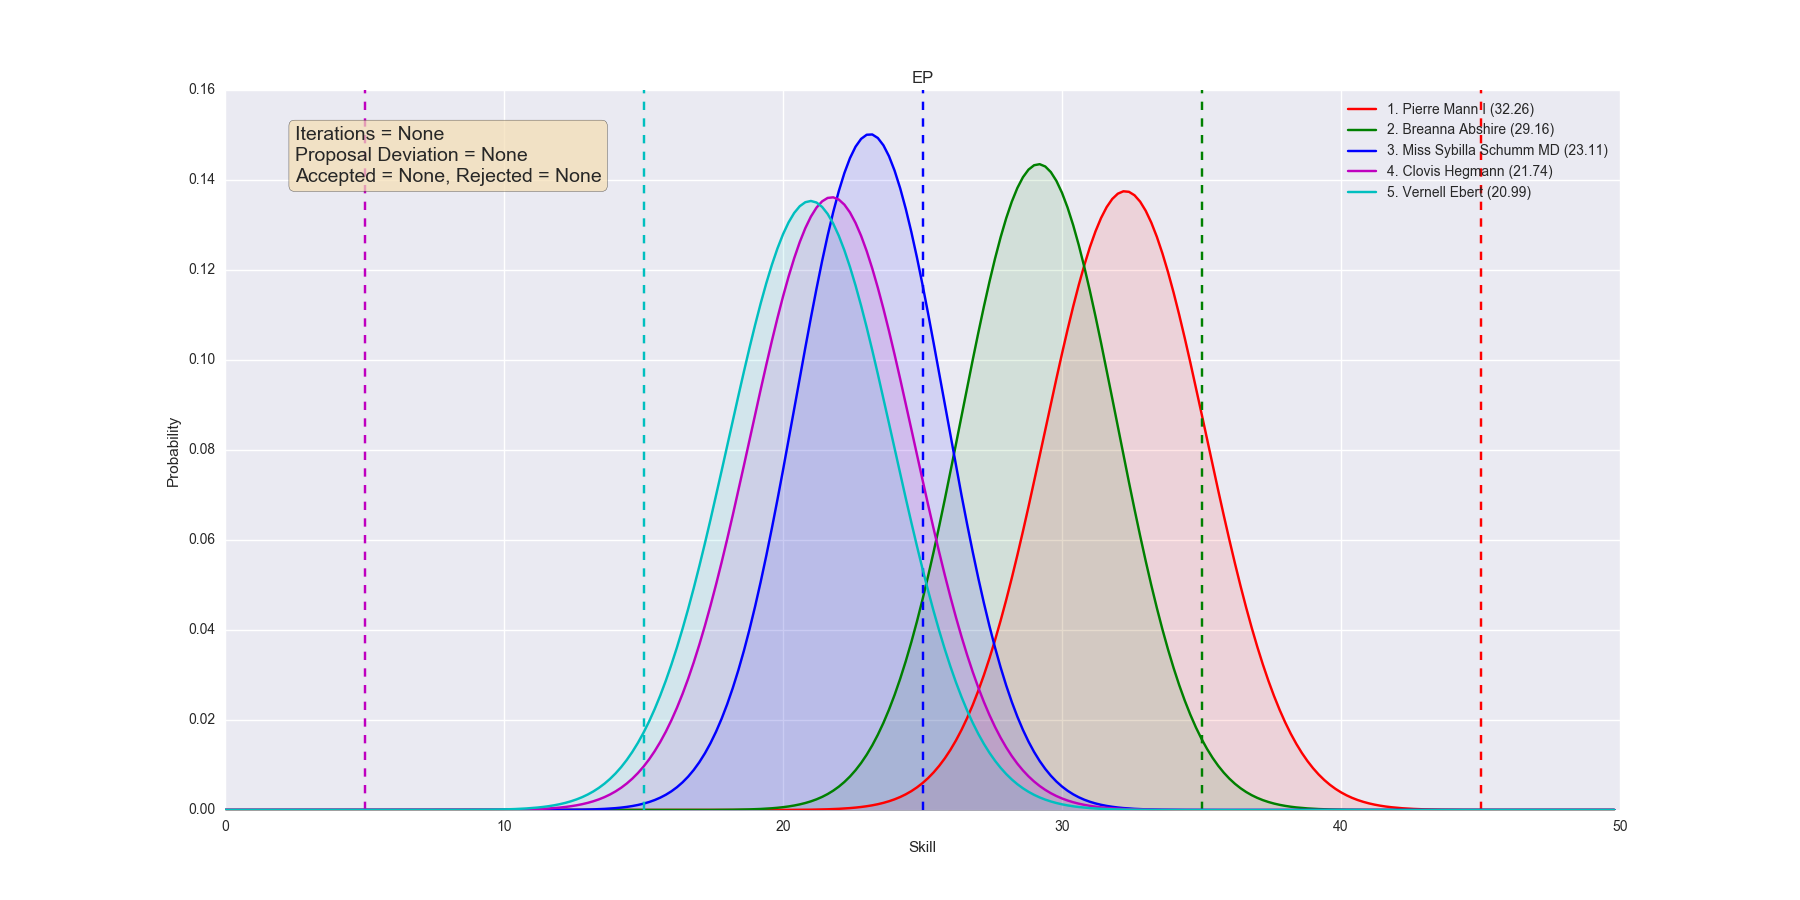 EP
0.16
0.14
0.12
0.10
0.08
0.06
0.04
0.02
0.00
Probability
Iterations = None
Proposal Deviation = None
Accepted = None, Rejected = None
1. Pierre Mann I (32.26)
2. Breanna Abshire (29.16)
3. Miss Sybilla Schumm MD (23.11)
4. Clovis Hegmann (21.74)
5. Vernell Ebert (20.99)
0 10 20 30 40 50
Skill